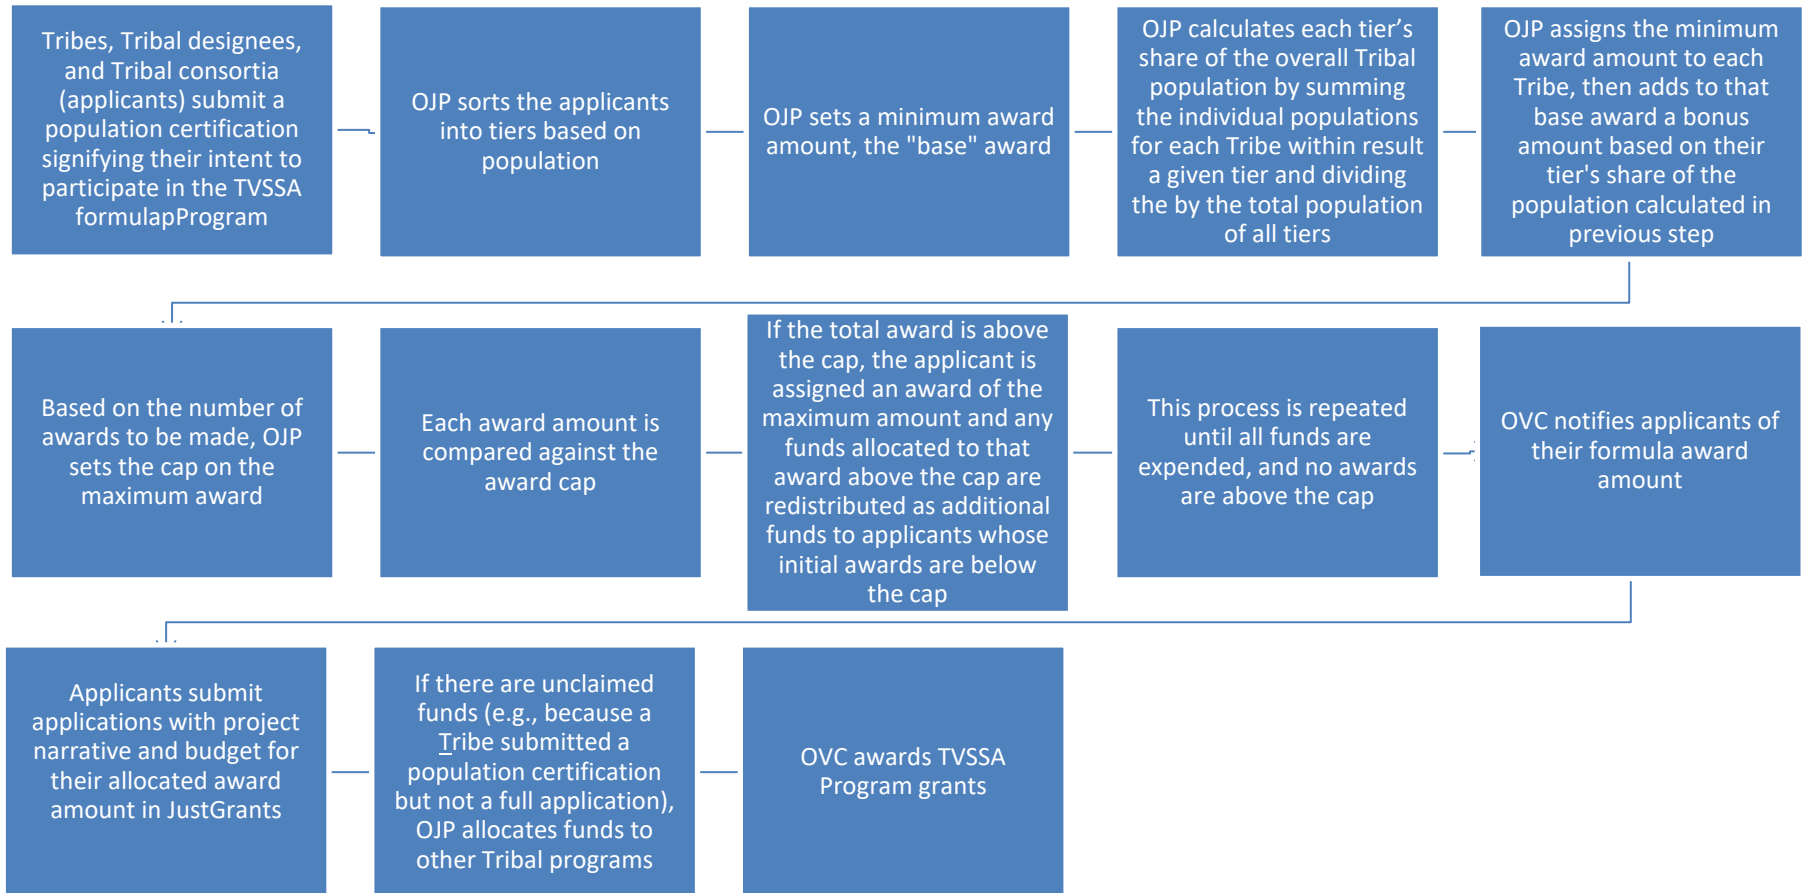 Tribes, Tribal designees,
and Tribal consortia
(applicants) submit a
population certification
signifying their intent to
participate in the TVSSA
formulapProgram
OJP sorts the applicants
into tiers based on
population
OJP sets a minimum award
amount, the "base" award
OJP calculates each tier’s
share of the overall Tribal
population by summing
the individual populations
for each Tribe within result
a given tier and dividing
the by the total population
of all tiers
OJP assigns the minimum
award amount to each
Tribe, then adds to that
base award a bonus
amount based on their
tier's share of the
population calculated in
previous step
Based on the number of
awards to be made, OJP
sets the cap on the
maximum award
Each award amount is
compared against the
award cap
If the total award is above
the cap, the applicant is
assigned an award of the
maximum amount and any
funds allocated to that
award above the cap are
redistributed as additional
funds to applicants whose
initial awards are below
the cap
This process is repeated
until all funds are
expended, and no awards
are above the cap
OVC notifies applicants of
their formula award
amount
Applicants submit
applications with project
narrative and budget for
their allocated award
amount in JustGrants
If there are unclaimed
funds (e.g., because a
Tribe submitted a
population certification
but not a full application),
OJP allocates funds to
other Tribal programs
OVC awards TVSSA
Program grants